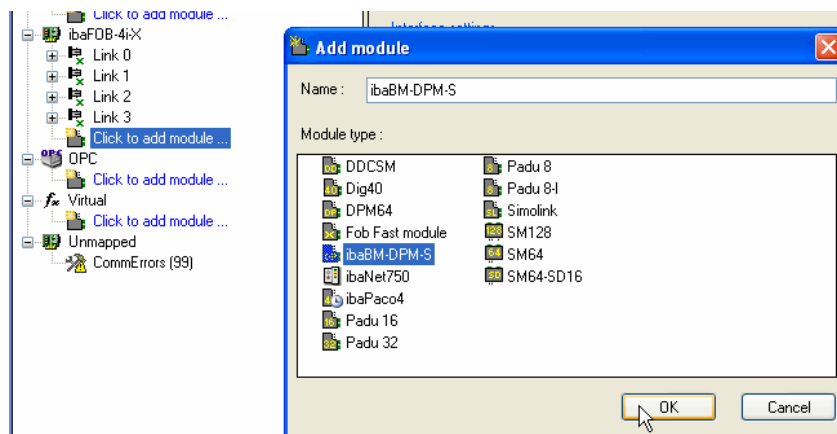 Click to add module ...
ibaFOB-4i-X
Link 0
Link 1
Link 2
Link 3
Click to add module ...
OPC
Click to add module ...
Virtual
Click to add module ...
Unmapped
CommErrors (99)
Interface settings
Add module
Name :
ibaBM-DPM-S
Module type :
DDCSM
Dig40
DPM64
Fob Fast module
ibaBM-DPM-S
ibaNet750
ibaPaco4
Padu 16
Padu 32
Padu 8
Padu 8-I
Simolink
SM128
SM64
SM64-SD16
OK
Cancel